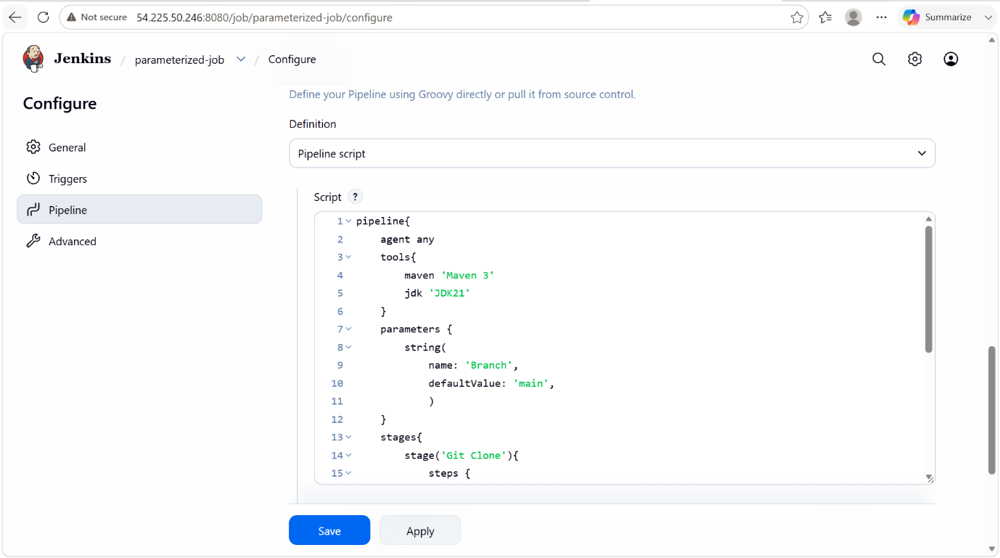 Not secure 54.225.50.246:8080/job/parameterized-job/configure Summarize
Jenkins / parameterized-job / Configure
Configure
General
Triggers
Pipeline
Advanced
Define your Pipeline using Groovy directly or pull it from source control.
Definition
Pipeline script
Script ?
1 pipeline{
2     agent any
3     tools{
4         maven 'Maven 3'
5         jdk 'JDK21'
6     }
7     parameters {
8         string(
9             name: 'Branch',
10             defaultValue: 'main',
11             )
12     }
13     stages{
14         stage('Git Clone'){
15             steps {
Save Apply